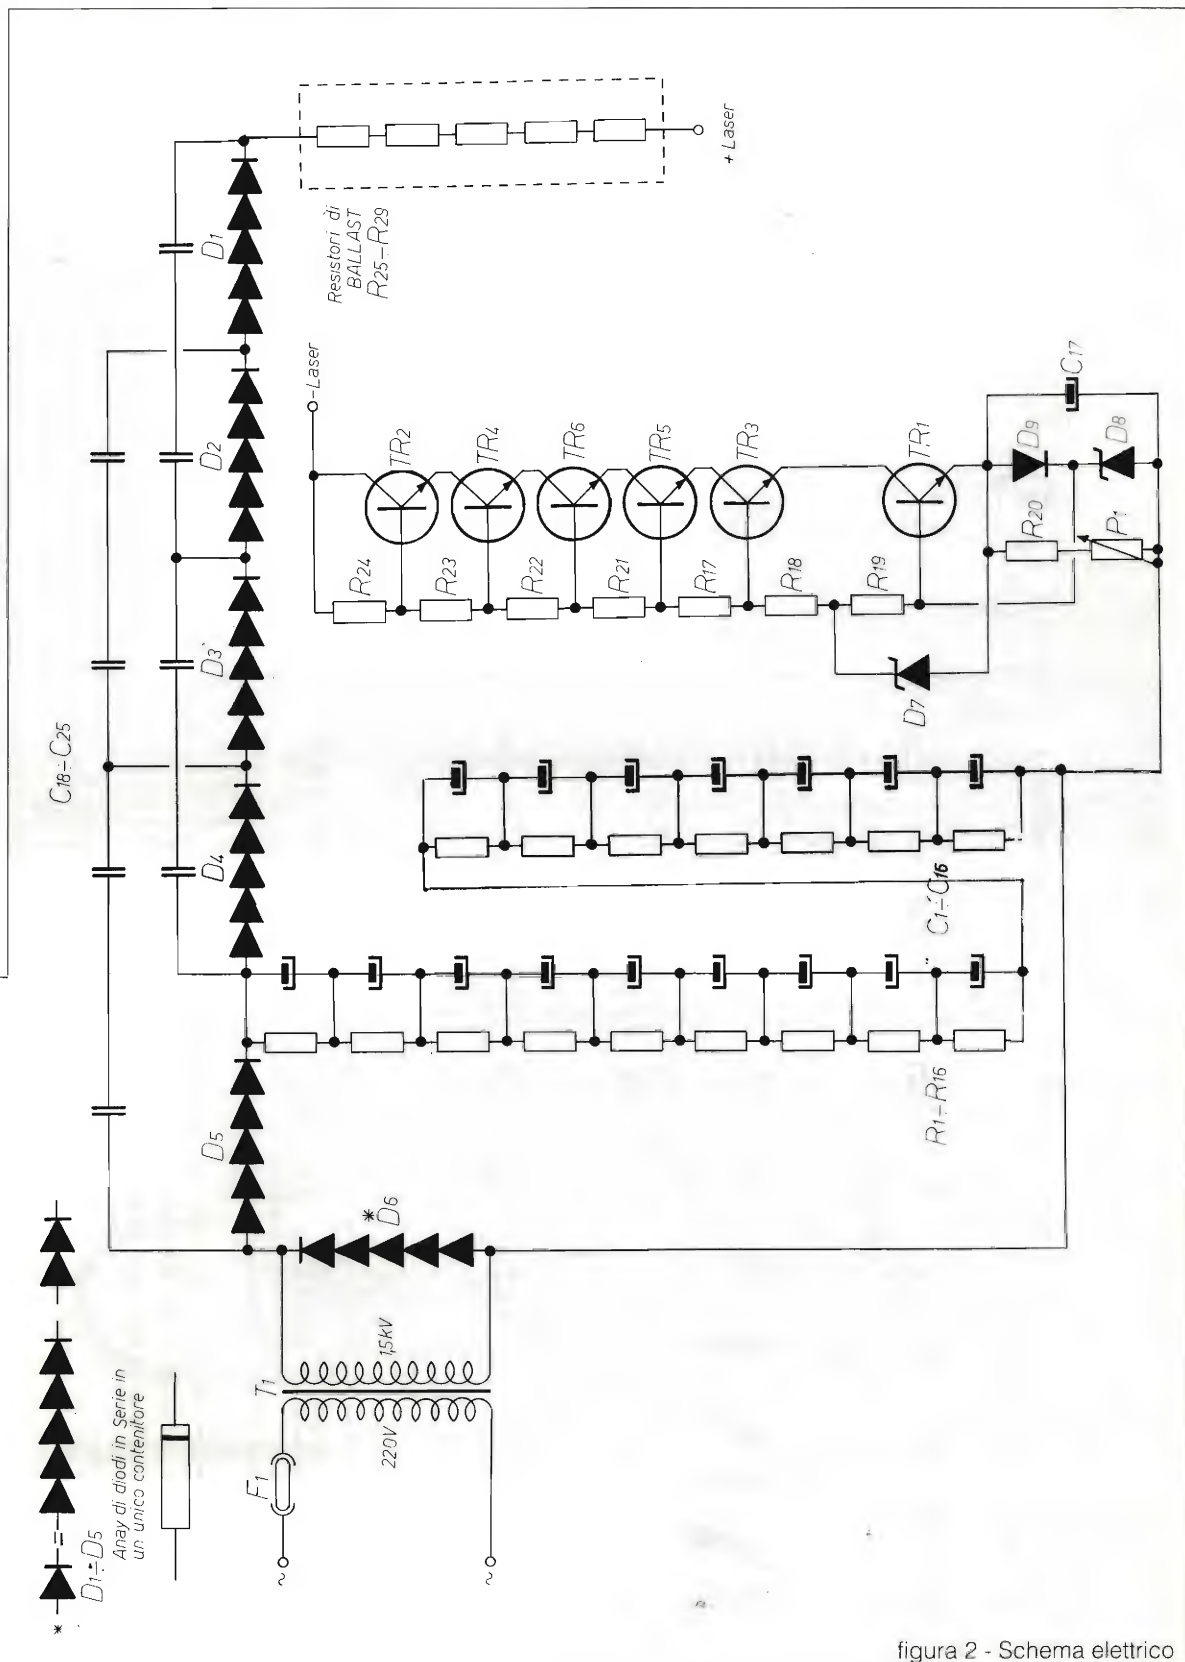 *
D1÷D5
Anay di diodi in Serie in
un unico contenitore
F1
~
~
220V
T1
1,5KV
* D6
D5
R1÷R16
C1÷C16
C18÷C25
D4
D3
D2
D1
Resistori di
BALLAST
R25÷R29
+ Laser
- Laser
TR2
TR4
TR6
TR5
TR3
TR1
R24
R23
R22
R21
R17
R18
R19
D7
R20
P1
D9
D8
C17
figura 2 - Schema elettrico